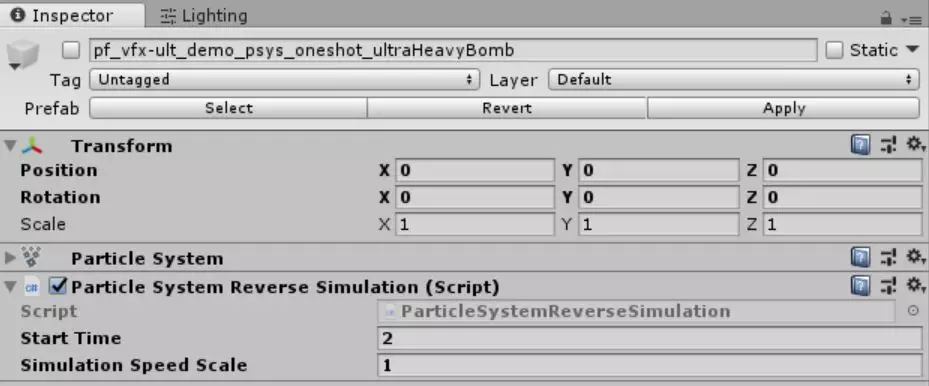 Inspector Lighting
pf_vfx-ult_demo_psys_oneshot_ultraHeavyBomb Static
Tag Untagged Layer Default
Prefab Select Revert Apply
Transform
Position X 0 Y 0 Z 0
Rotation X 0 Y 0 Z 0
Scale X 1 Y 1 Z 1
Particle System
c# Particle System Reverse Simulation (Script)
Script ParticleSystemReverseSimulation
Start Time 2
Simulation Speed Scale 1